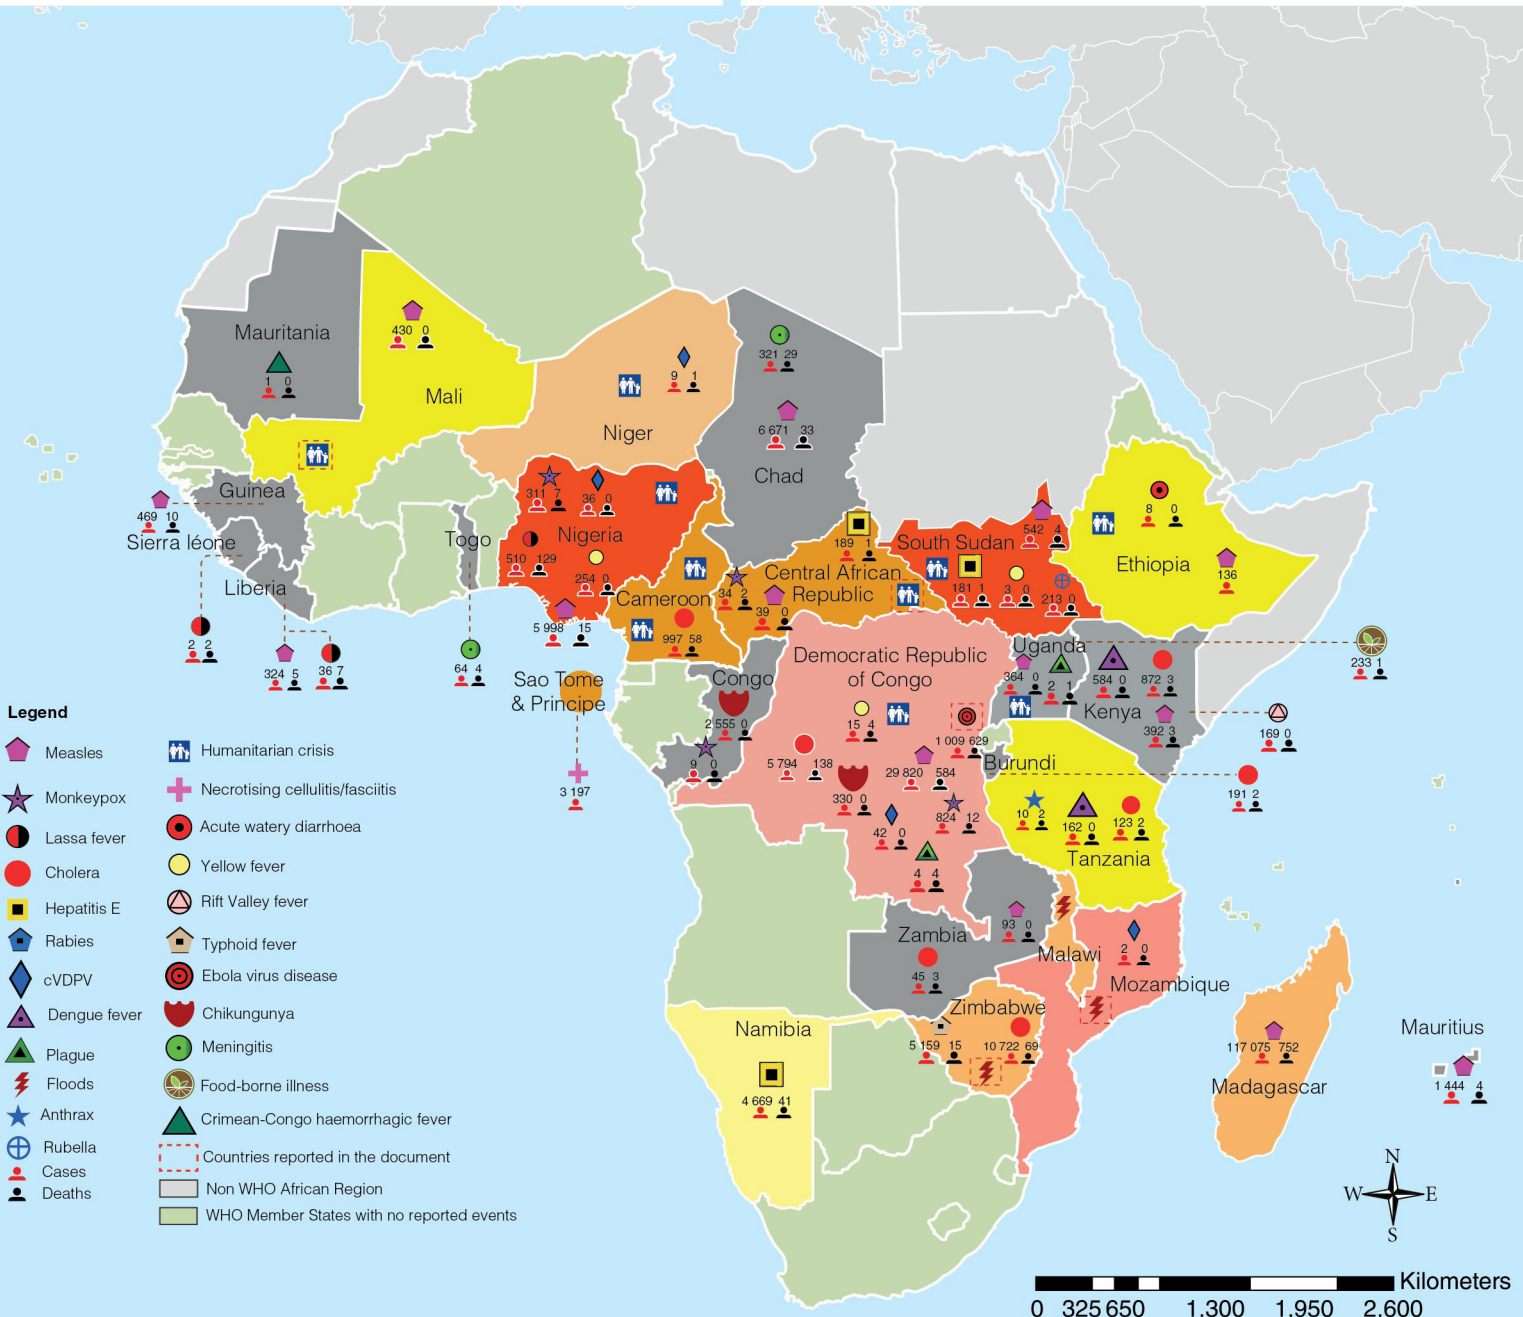 Mauritania
1 0
430 0
Mali
9 1
Niger
321 29
6 671 33
Chad
Guinea
469 10
Sierra léone
Liberia
2 2
324 5
36 7
Togo
64 4
311 7
36 0
Nigeria
510 129
254 0
5 998 15
Cameroon
997 58
Sao Tome
& Principe
3 197
189 1
Central African
Republic
34 2
39 0
South Sudan
542 4
181 1
3 0
213 0
8 0
Ethiopia
136
Uganda
364 0
2 1
584 0
872 3
Kenya
392 3
233 1
169 0
191 2
Congo
2 555 0
9 0
Democratic Republic
of Congo
15 4
1 009 629
5 794 138
29 820 584
330 0
824 12
42 0
4 4
Burundi
10 2
162 0
123 2
Tanzania
93 0
Zambia
45 3
Malawi
2 0
Mozambique
Zimbabwe
5 159 15
10 722 69
Namibia
4 669 41
117 075 752
Madagascar
Mauritius
1 444 4
Legend
Measles
Monkeypox
Lassa fever
Cholera
Hepatitis E
Rabies
cVDPV
Dengue fever
Plague
Floods
Anthrax
Rubella
Cases
Deaths
Humanitarian crisis
Necrotising cellulitis/fasciitis
Acute watery diarrhoea
Yellow fever
Rift Valley fever
Typhoid fever
Ebola virus disease
Chikungunya
Meningitis
Food-borne illness
Crimean-Congo haemorrhagic fever
Countries reported in the document
Non WHO African Region
WHO Member States with no reported events
N
W E
S
Kilometers
0 325 650 1.300 1.950 2.600